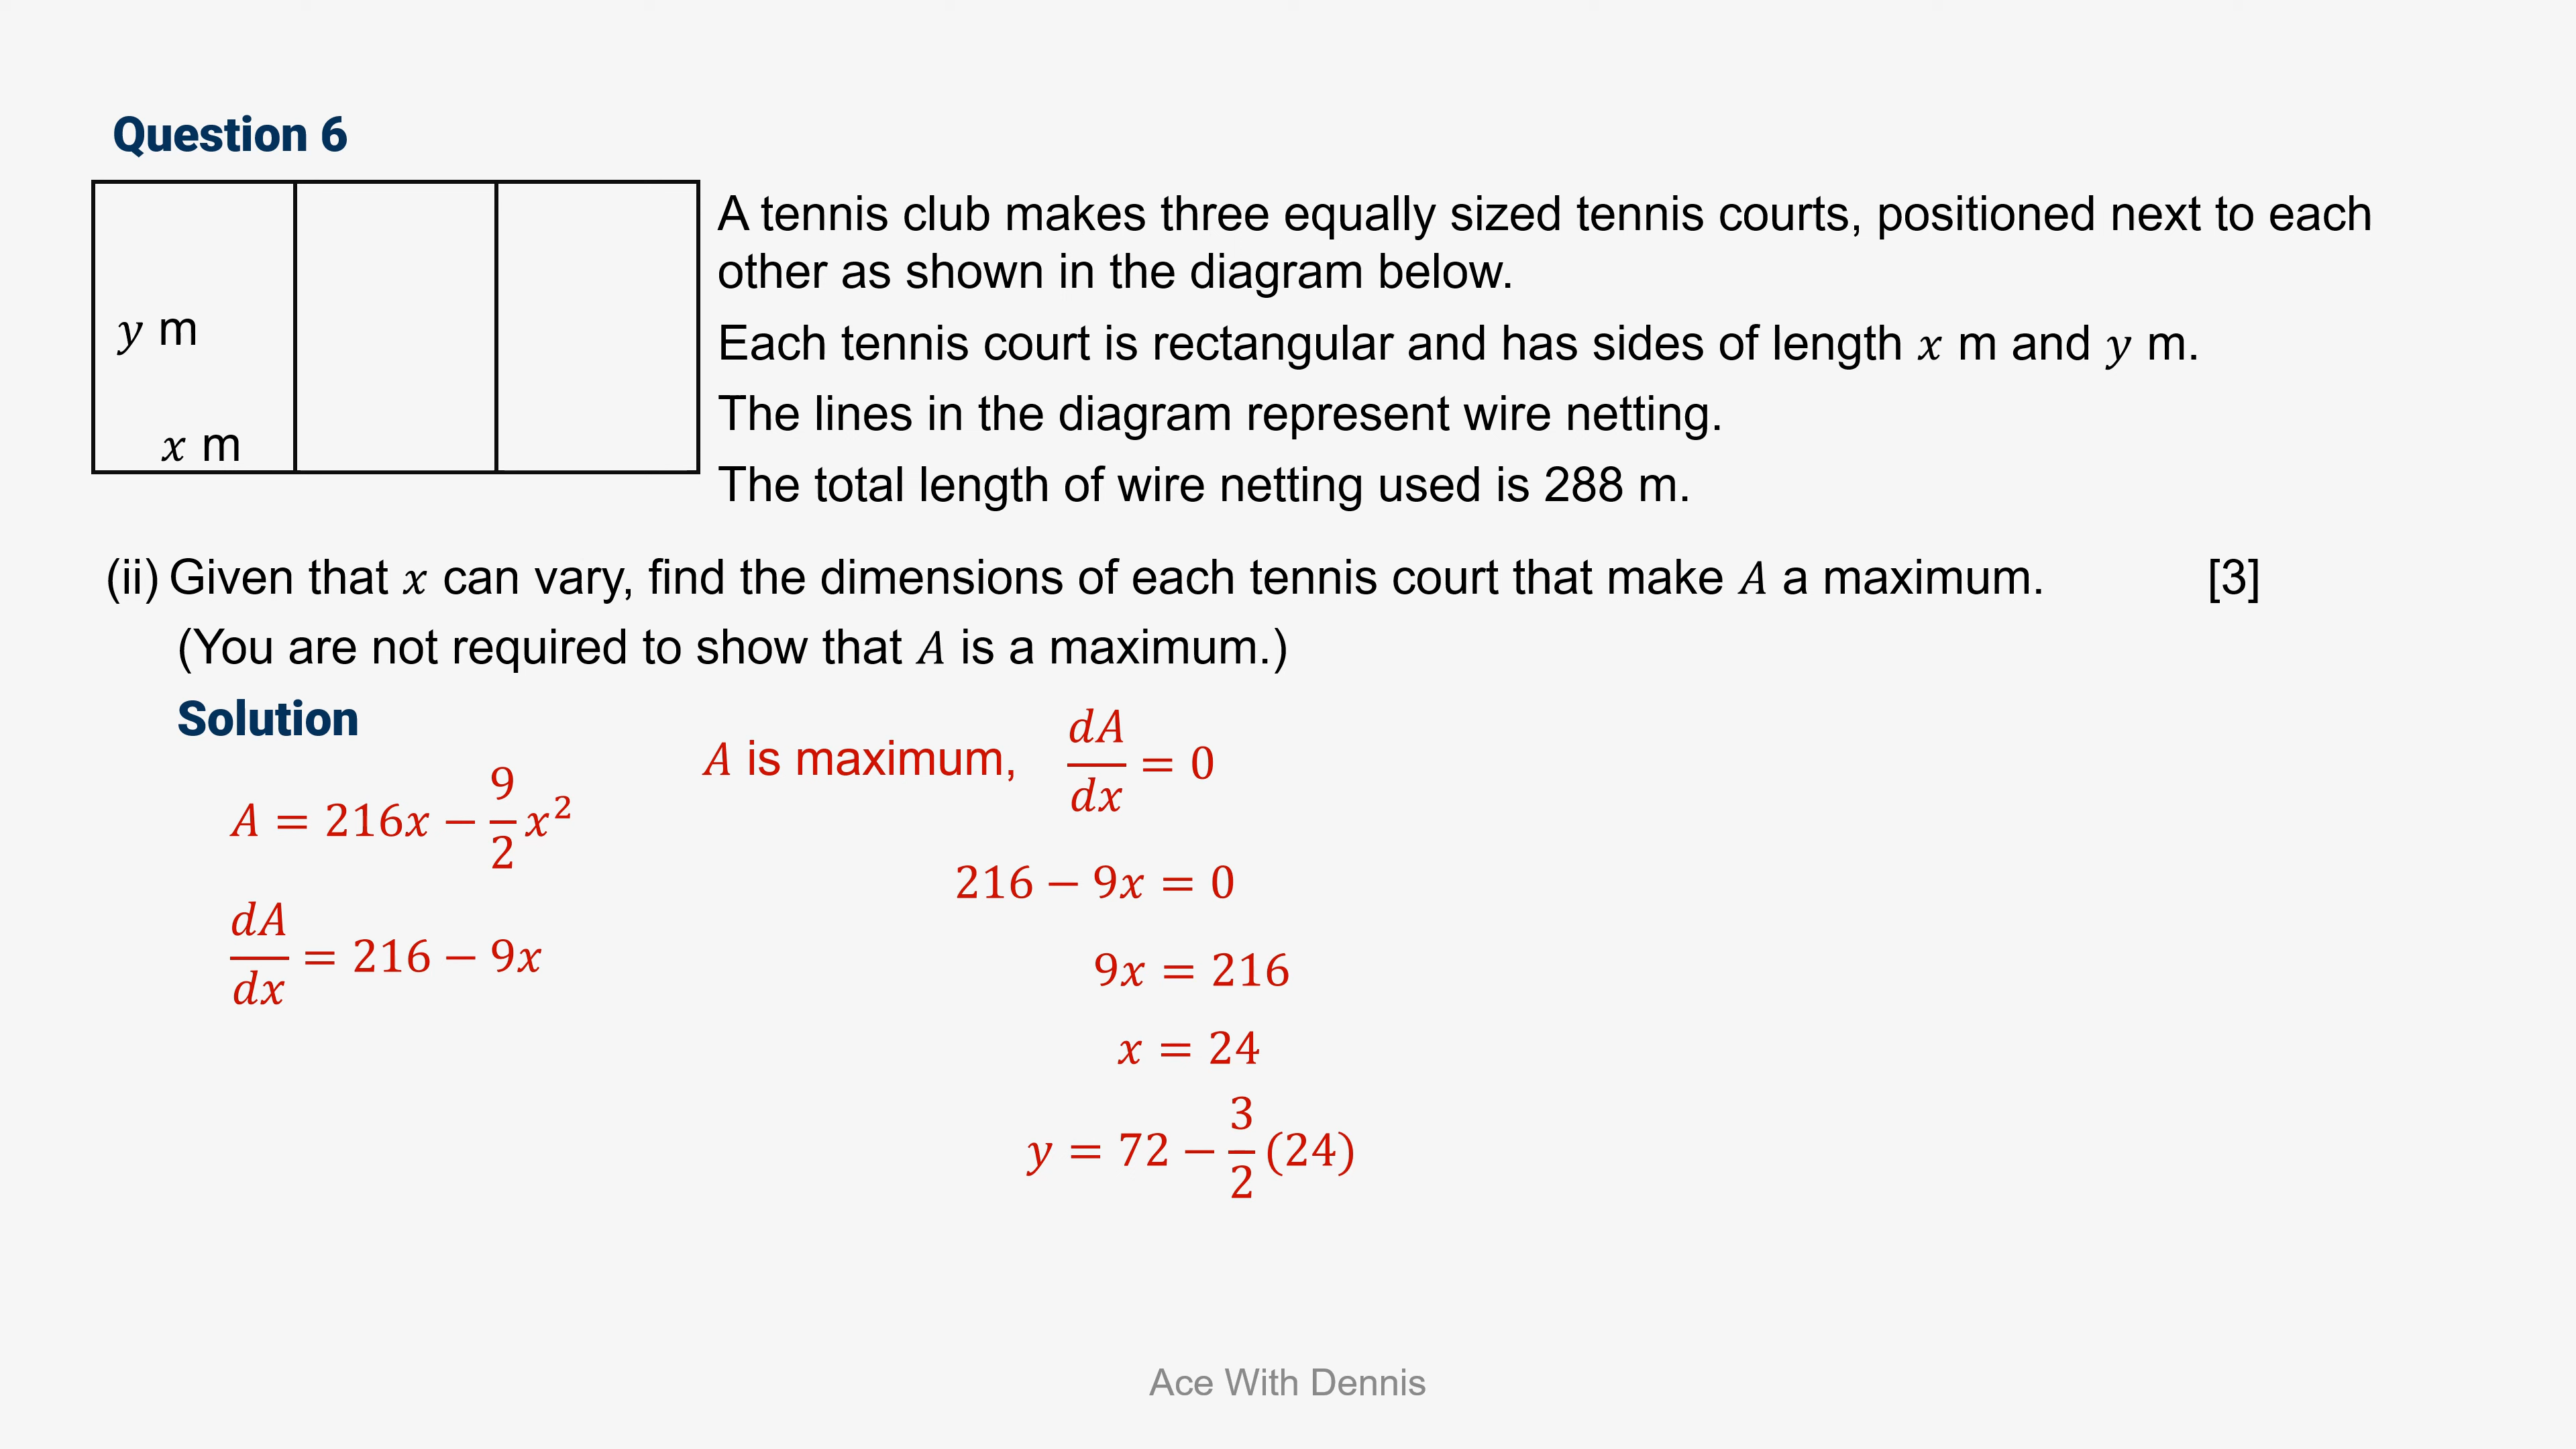 Question 6
y m
x m
A tennis club makes three equally sized tennis courts, positioned next to each
other as shown in the diagram below.
Each tennis court is rectangular and has sides of length x m and y m.
The lines in the diagram represent wire netting.
The total length of wire netting used is 288 m.
(ii) Given that x can vary, find the dimensions of each tennis court that make A a maximum. [3]
(You are not required to show that A is a maximum.)
Solution
A = 216x − 9/2 x²
dA/dx = 216 − 9x
A is maximum, dA/dx = 0
216 − 9x = 0
9x = 216
x = 24
y = 72 − 3/2 (24)
Ace With Dennis